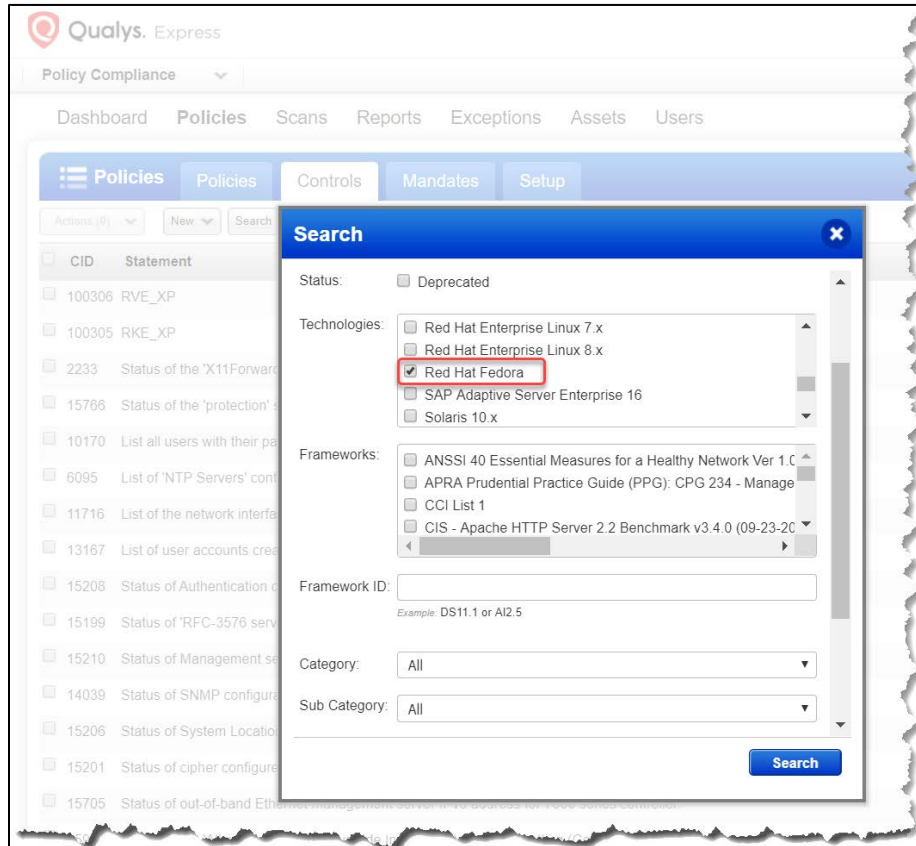 Qualys. Express
Policy Compliance
Dashboard Policies Scans Reports Exceptions Assets Users
Policies Policies Controls Mandates Setup
Actions (0) New Search
Search
CID Statement
Status: Deprecated
100306 RVE_XP
100305 RKE_XP
Technologies: Red Hat Enterprise Linux 7.x
Red Hat Enterprise Linux 8.x
2233 Status of the 'X11Forward
Red Hat Fedora
SAP Adaptive Server Enterprise 16
15766 Status of the 'protection'
Solaris 10.x
10170 List all users with their pa
Frameworks: ANSSI 40 Essential Measures for a Healthy Network Ver 1.0
6095 List of 'NTP Servers' cont
APRA Prudential Practice Guide (PPG): CPG 234 - Manage
CCI List 1
11716 List of the network interfa
CIS - Apache HTTP Server 2.2 Benchmark v3.4.0 (09-23-20
13167 List of user accounts crea
15208 Status of Authentication
Framework ID:
Example: DS11.1 or AI2.5
15199 Status of 'RFC-3576 serv
15210 Status of Management se
Category: All
14039 Status of SNMP configura
Sub Category: All
15206 Status of System Locatio
15201 Status of cipher configure
Search
15705 Status of out-of-band Ethernet management server